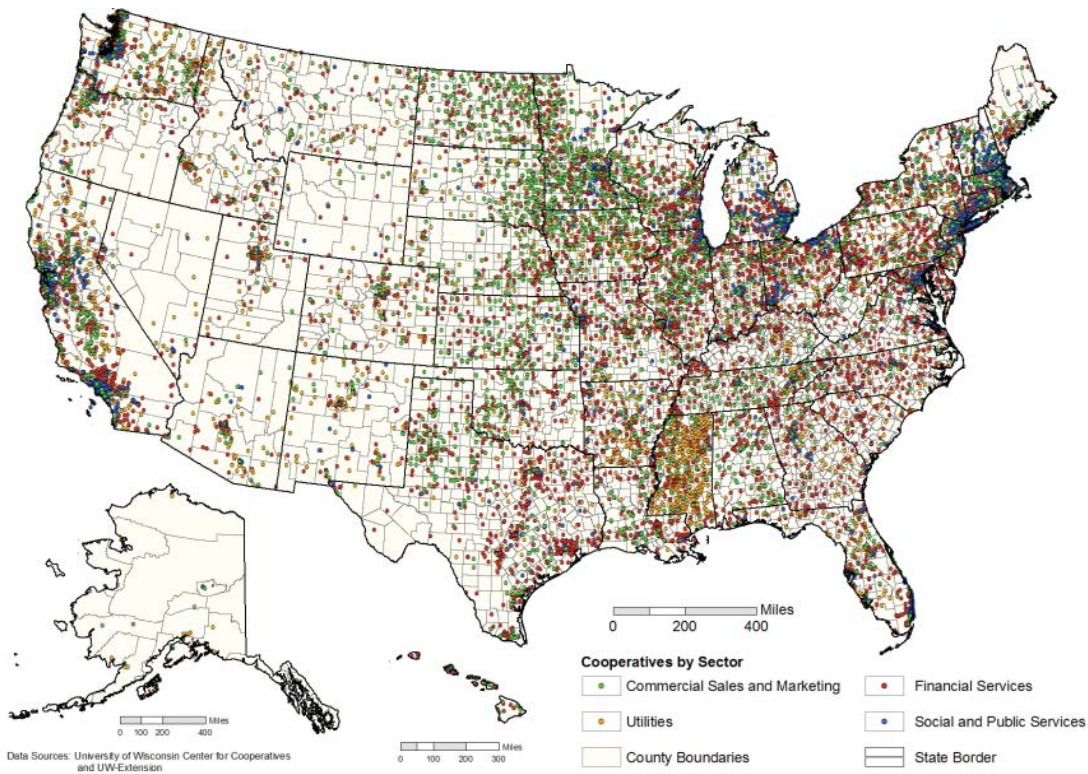 Miles
0 200 400
Cooperatives by Sector
Commercial Sales and Marketing
Financial Services
Utilities
Social and Public Services
County Boundaries
State Border
Miles
0 100 200 400
Miles
0 100 200 300
Data Sources: University of Wisconsin Center for Cooperatives
and UW-Extension